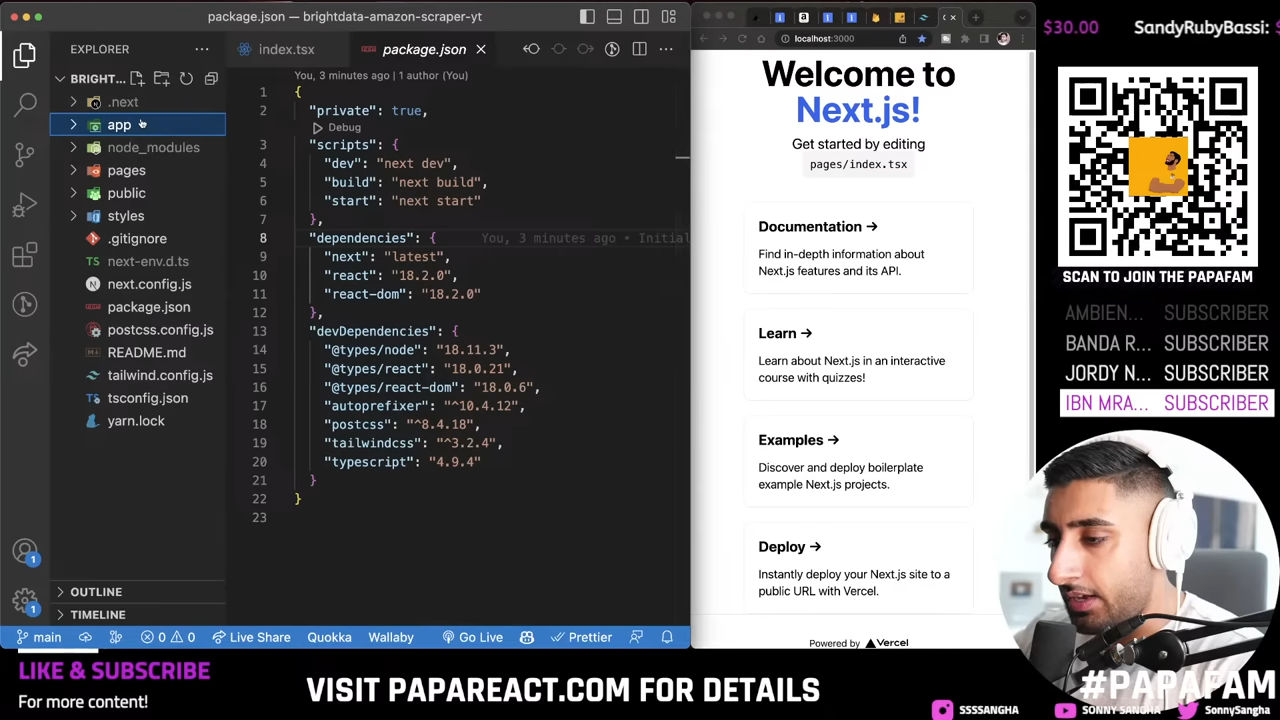 package.json — brightdata-amazon-scraper-yt
EXPLORER
index.tsx
package.json
BRIGHT...
.next
app
node_modules
pages
public
styles
.gitignore
next-env.d.ts
next.config.js
package.json
postcss.config.js
README.md
tailwind.config.js
tsconfig.json
yarn.lock
OUTLINE
TIMELINE
You, 3 minutes ago | 1 author (You)
1 {
2 "private": true,
Debug
3 "scripts": {
4 "dev": "next dev",
5 "build": "next build",
6 "start": "next start"
7 },
8 "dependencies": { You, 3 minutes ago • Initial
9 "next": "latest",
10 "react": "18.2.0",
11 "react-dom": "18.2.0"
12 },
13 "devDependencies": {
14 "@types/node": "18.11.3",
15 "@types/react": "18.0.21",
16 "@types/react-dom": "18.0.6",
17 "autoprefixer": "^10.4.12",
18 "postcss": "^8.4.18",
19 "tailwindcss": "^3.2.4",
20 "typescript": "4.9.4"
21 }
22 }
23
1
1
main
0 0
Live Share
Quokka
Wallaby
Go Live
Prettier
localhost:3000
Welcome to
Next.js!
Get started by editing
pages/index.tsx
Documentation →
Find in-depth information about
Next.js features and its API.
Learn →
Learn about Next.js in an interactive
course with quizzes!
Examples →
Discover and deploy boilerplate
example Next.js projects.
Deploy →
Instantly deploy your Next.js site to a
public URL with Vercel.
Powered by Vercel
$30.00 SandyRubyBassi:
SCAN TO JOIN THE PAPAFAM
AMBIEN... SUBSCRIBER
BANDA R... SUBSCRIBER
JORDY N... SUBSCRIBER
IBN MRA... SUBSCRIBER
LIKE & SUBSCRIBE
For more content!
VISIT PAPAREACT.COM FOR DETAILS
#PAPAFAM
SSSSANGHA
SONNY SANGHA
SonnySangha